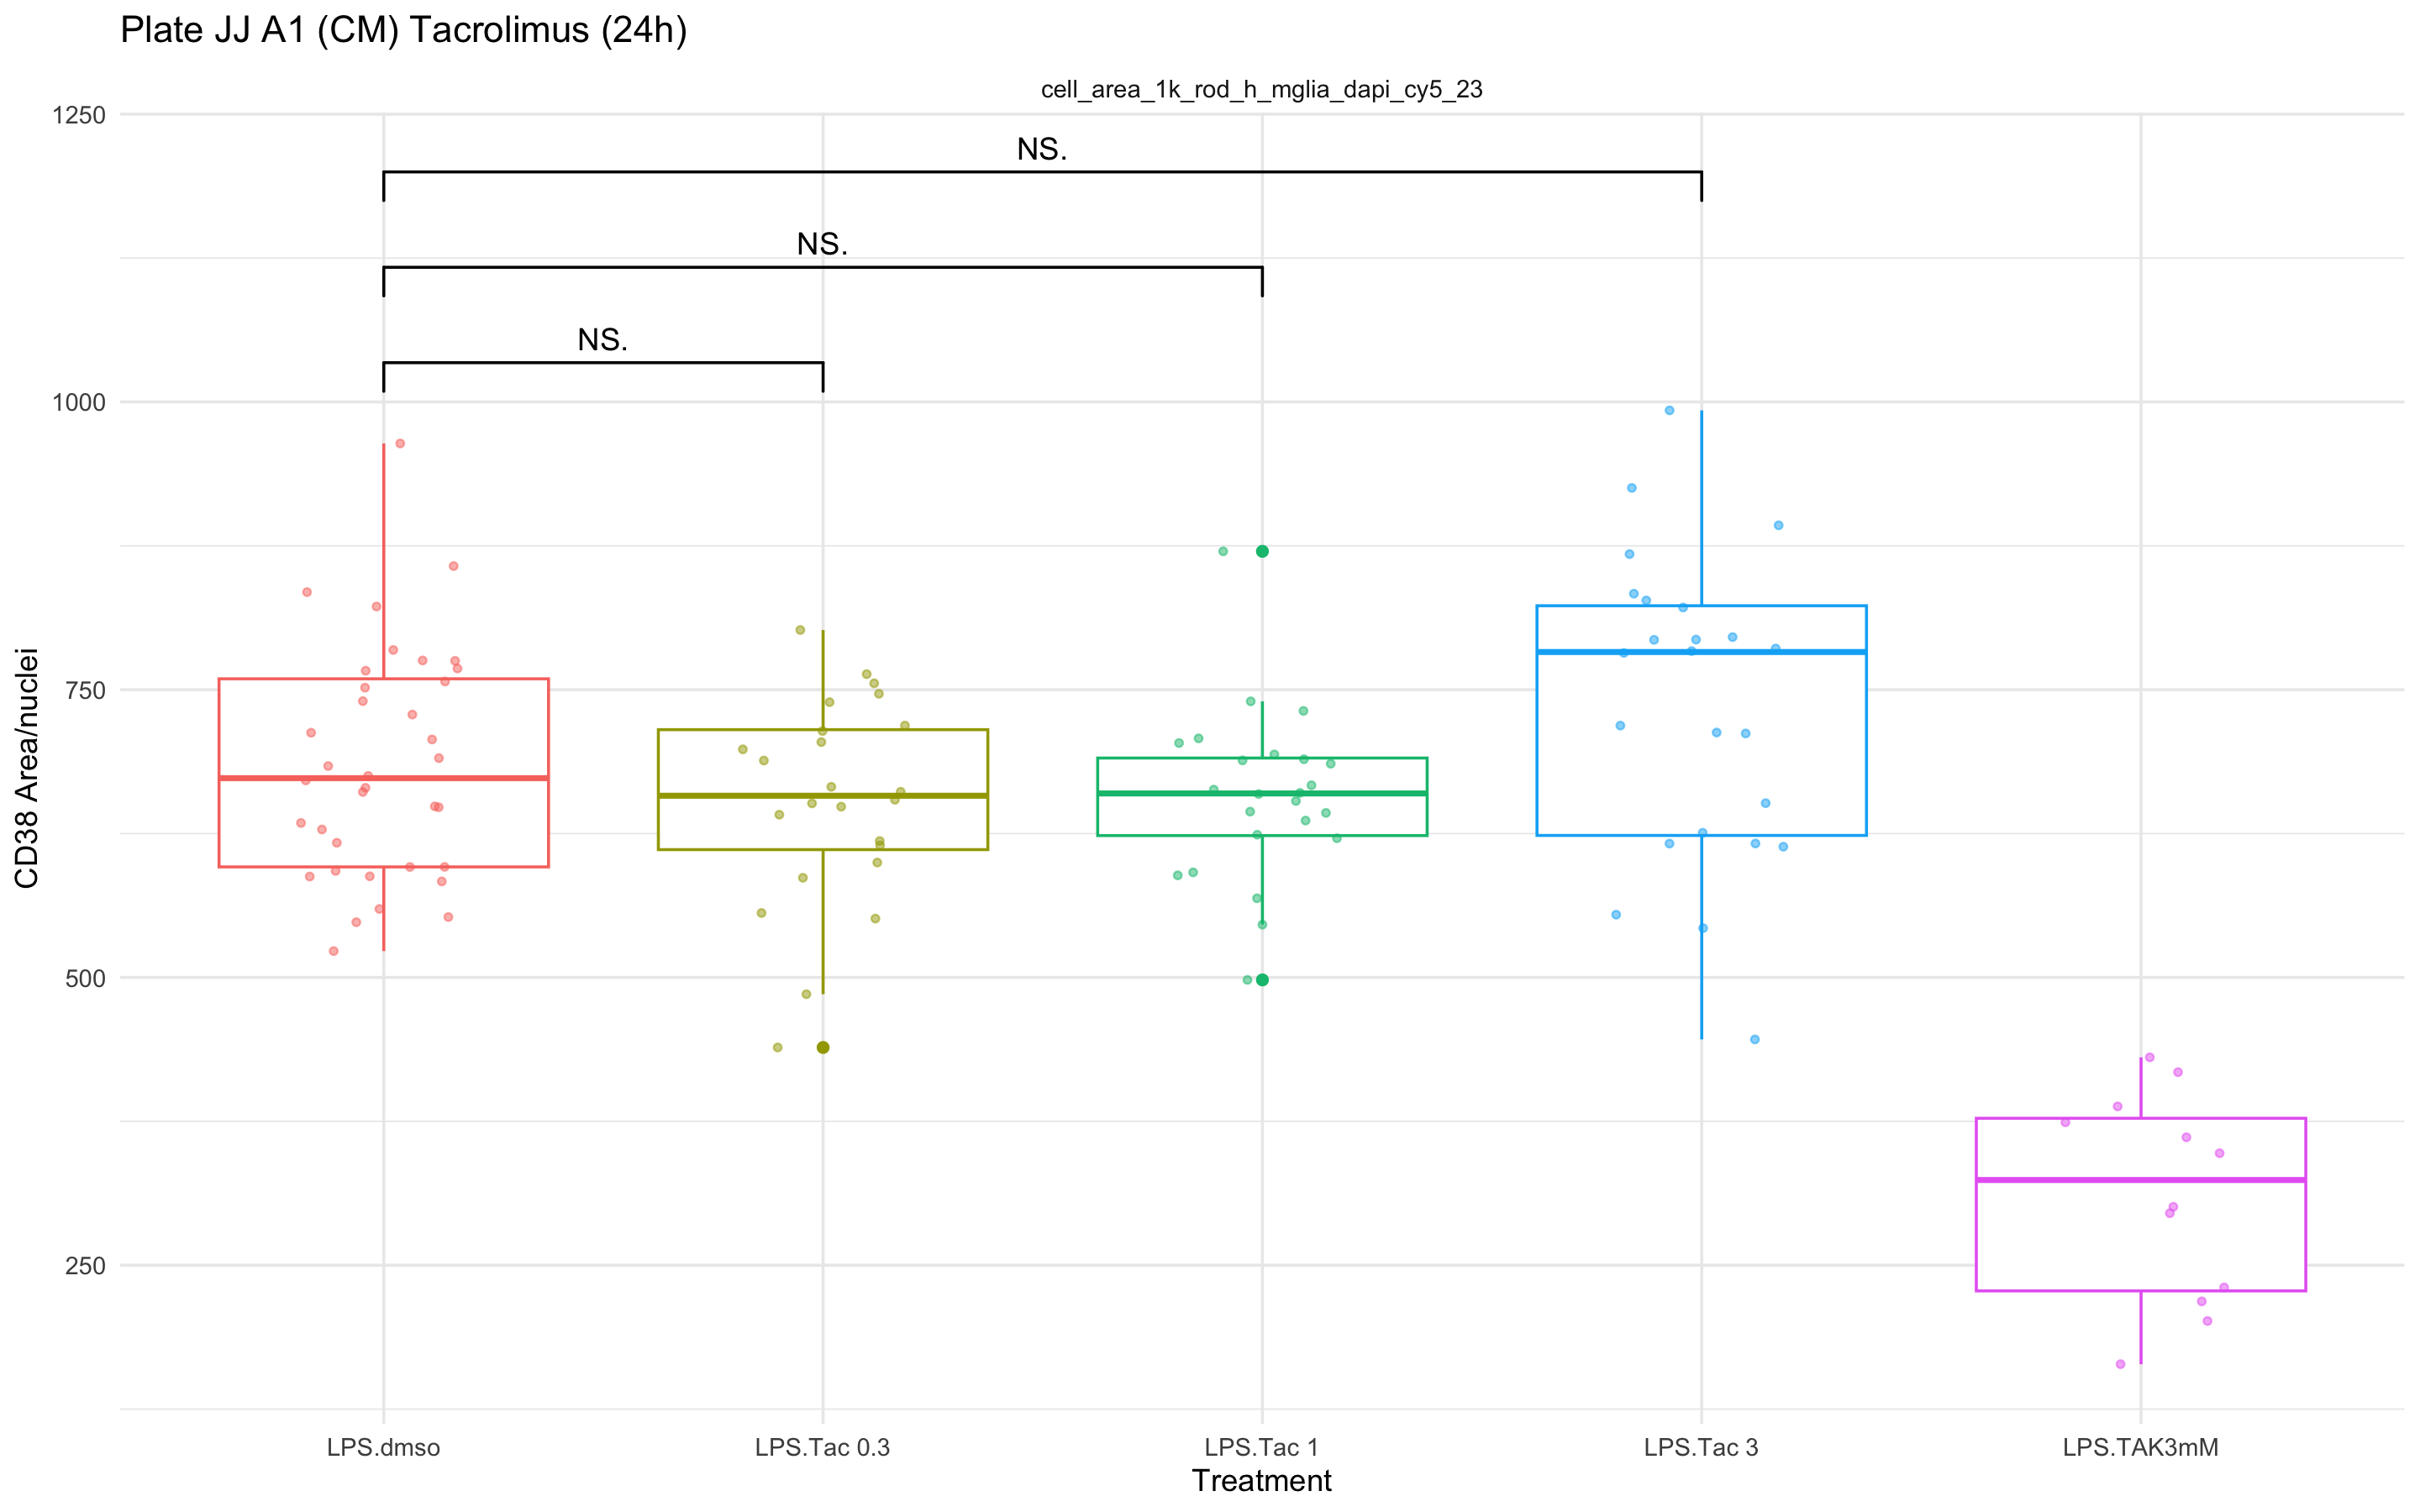 Plate JJ A1 (CM) Tacrolimus (24h)
cell_area_1k_rod_h_mglia_dapi_cy5_23
1250
NS.
NS.
NS.
1000
750
500
250
CD38 Area/nuclei
LPS.dmso
LPS.Tac 0.3
LPS.Tac 1
LPS.Tac 3
LPS.TAK3mM
Treatment